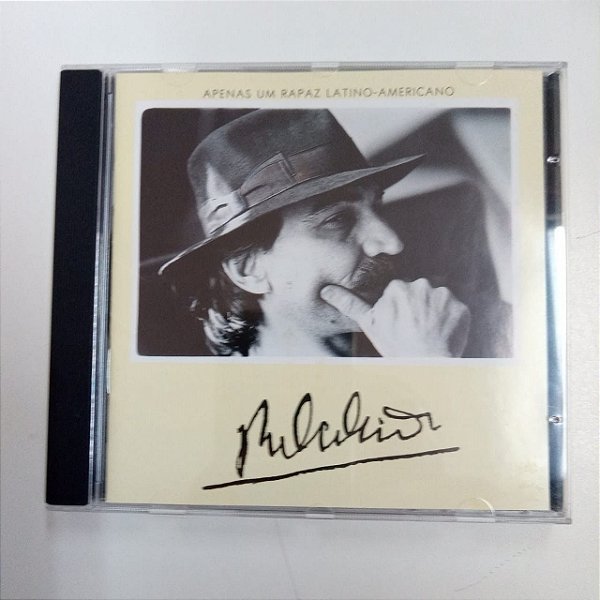 APENAS UM RAPAZ LATINO-AMERICANO
Belchior